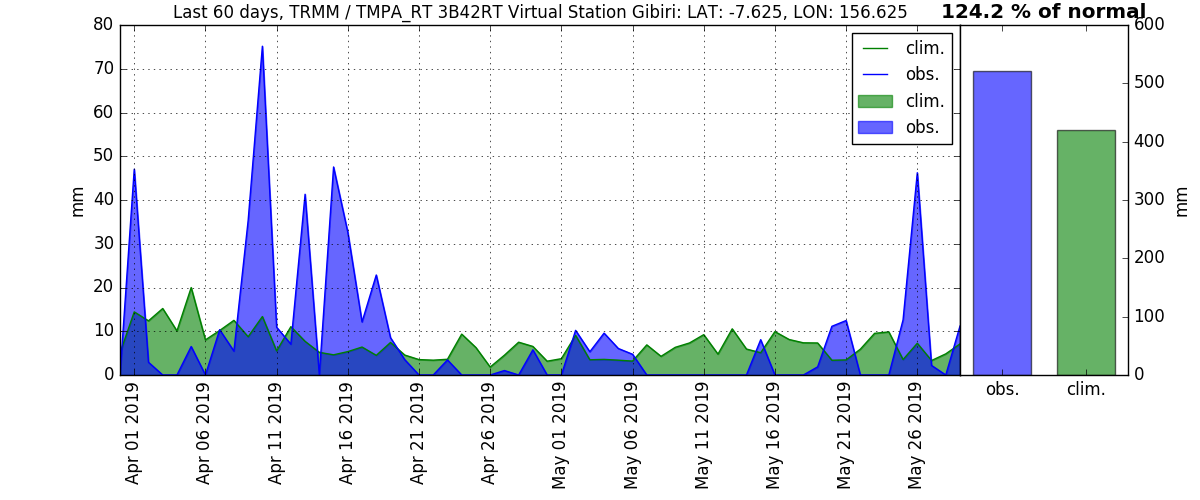 Last 60 days, TRMM / TMPA_RT 3B42RT Virtual Station Gibiri: LAT: -7.625, LON: 156.625
124.2 % of normal
80
70
60
50
40
30
20
10
0
mm
clim.
obs.
clim.
obs.
600
500
400
300
200
100
0
mm
obs.
clim.
Apr 01 2019
Apr 06 2019
Apr 11 2019
Apr 16 2019
Apr 21 2019
Apr 26 2019
May 01 2019
May 06 2019
May 11 2019
May 16 2019
May 21 2019
May 26 2019